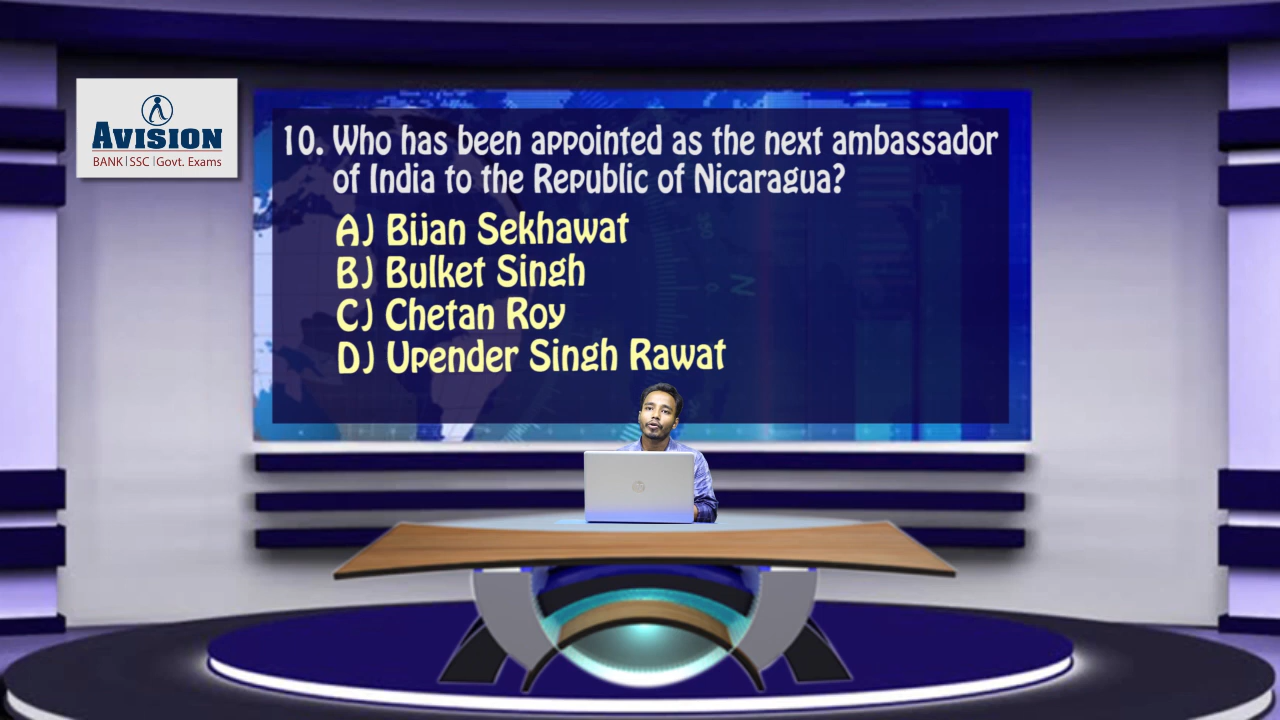 AVISION
BANK | SSC | Govt. Exams
10. Who has been appointed as the next ambassador
of India to the Republic of Nicaragua?
A) Bijan Sekhawat
B) Bulket Singh
C) Chetan Roy
D) Upender Singh Rawat